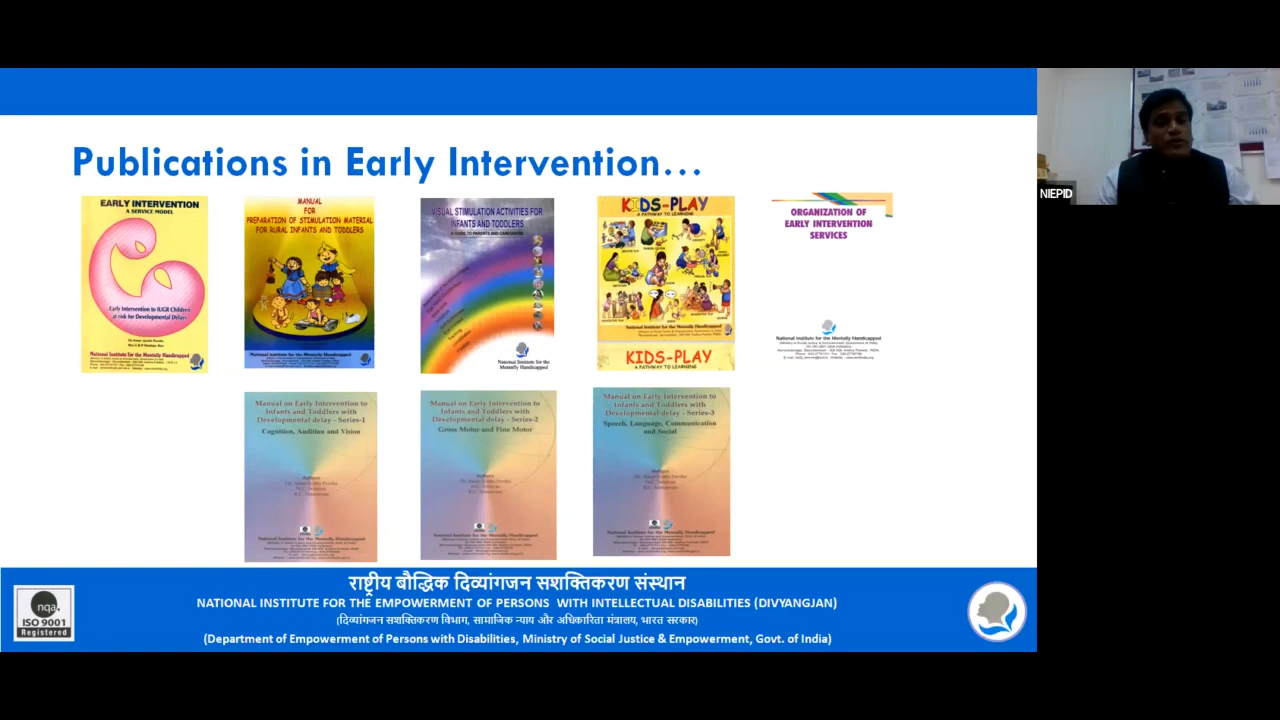 Publications in Early Intervention...
EARLY INTERVENTION
A SERVICE MODEL
Early Intervention to IUGR Children
at risk for Developmental Delays
National Institute for the Mentally Handicapped
MANUAL
FOR
PREPARATION OF STIMULATION MATERIAL
FOR RURAL INFANTS AND TODDLERS
National Institute for the Mentally Handicapped
VISUAL STIMULATION ACTIVITIES FOR
INFANTS AND TODDLERS
A GUIDE TO PARENTS AND CAREGIVERS
National Institute for the
Mentally Handicapped
KIDS-PLAY
A PATHWAY TO LEARNING
National Institute for the Mentally Handicapped
KIDS-PLAY
A PATHWAY TO LEARNING
ORGANIZATION OF
EARLY INTERVENTION
SERVICES
National Institute for the Mentally Handicapped
Manual on Early Intervention to
Infants and Toddlers with
Developmental delay - Series-1
Cognition, Audition and Vision
Authors
National Institute for the Mentally Handicapped
Manual on Early Intervention to
Infants and Toddlers with
Developmental delay - Series-2
Gross Motor and Fine Motor
Authors
National Institute for the Mentally Handicapped
Manual on Early Intervention to
Infants and Toddlers with
Developmental delay - Series-3
Speech, Language, Communication
and Social
Authors
National Institute for the Mentally Handicapped
nqa.
ISO 9001
Registered
राष्ट्रीय बौद्धिक दिव्यांगजन सशक्तिकरण संस्थान
NATIONAL INSTITUTE FOR THE EMPOWERMENT OF PERSONS WITH INTELLECTUAL DISABILITIES (DIVYANGJAN)
(दिव्यांगजन सशक्तिकरण विभाग, सामाजिक न्याय और अधिकारिता मंत्रालय, भारत सरकार)
(Department of Empowerment of Persons with Disabilities, Ministry of Social Justice & Empowerment, Govt. of India)
NIEPID